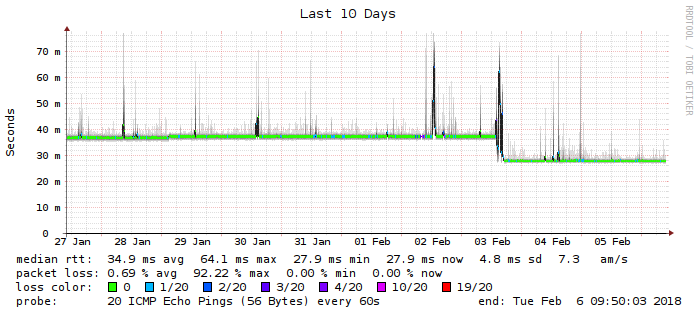 Last 10 Days
RRDTOOL / TOBI OETIKER
Seconds
70 m
60 m
50 m
40 m
30 m
20 m
10 m
0
27 Jan 28 Jan 29 Jan 30 Jan 31 Jan 01 Feb 02 Feb 03 Feb 04 Feb 05 Feb
median rtt: 34.9 ms avg 64.1 ms max 27.9 ms min 27.9 ms now 4.8 ms sd 7.3 am/s
packet loss: 0.69 % avg 92.22 % max 0.00 % min 0.00 % now
loss color: 0 1/20 2/20 3/20 4/20 10/20 19/20
probe: 20 ICMP Echo Pings (56 Bytes) every 60s end: Tue Feb 6 09:50:03 2018